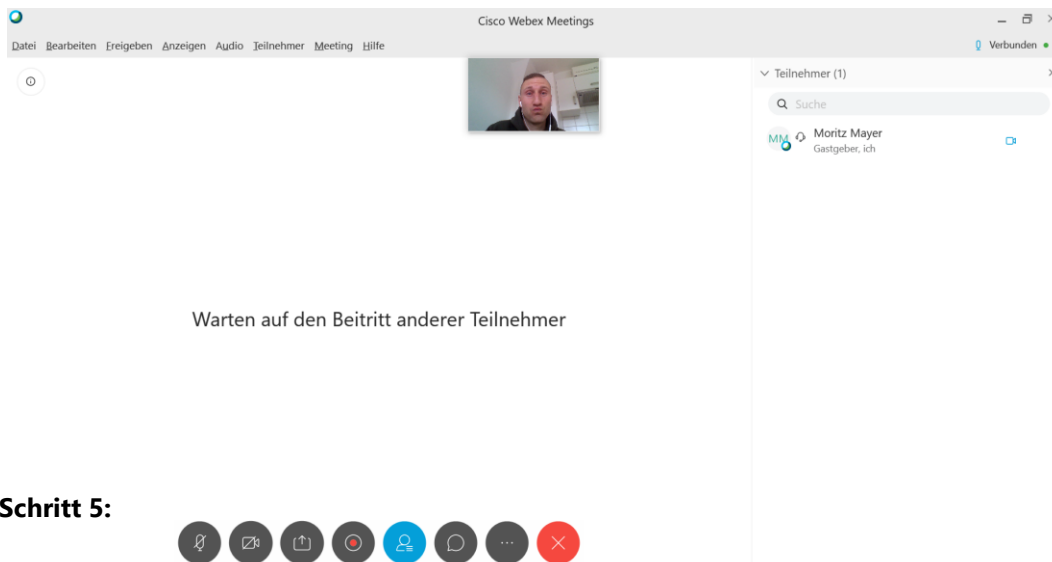 Cisco Webex Meetings
Datei Bearbeiten Freigeben Anzeigen Audio Teilnehmer Meeting Hilfe
Verbunden
Teilnehmer (1)
Suche
MM
Moritz Mayer
Gastgeber, ich
Warten auf den Beitritt anderer Teilnehmer
Schritt 5: